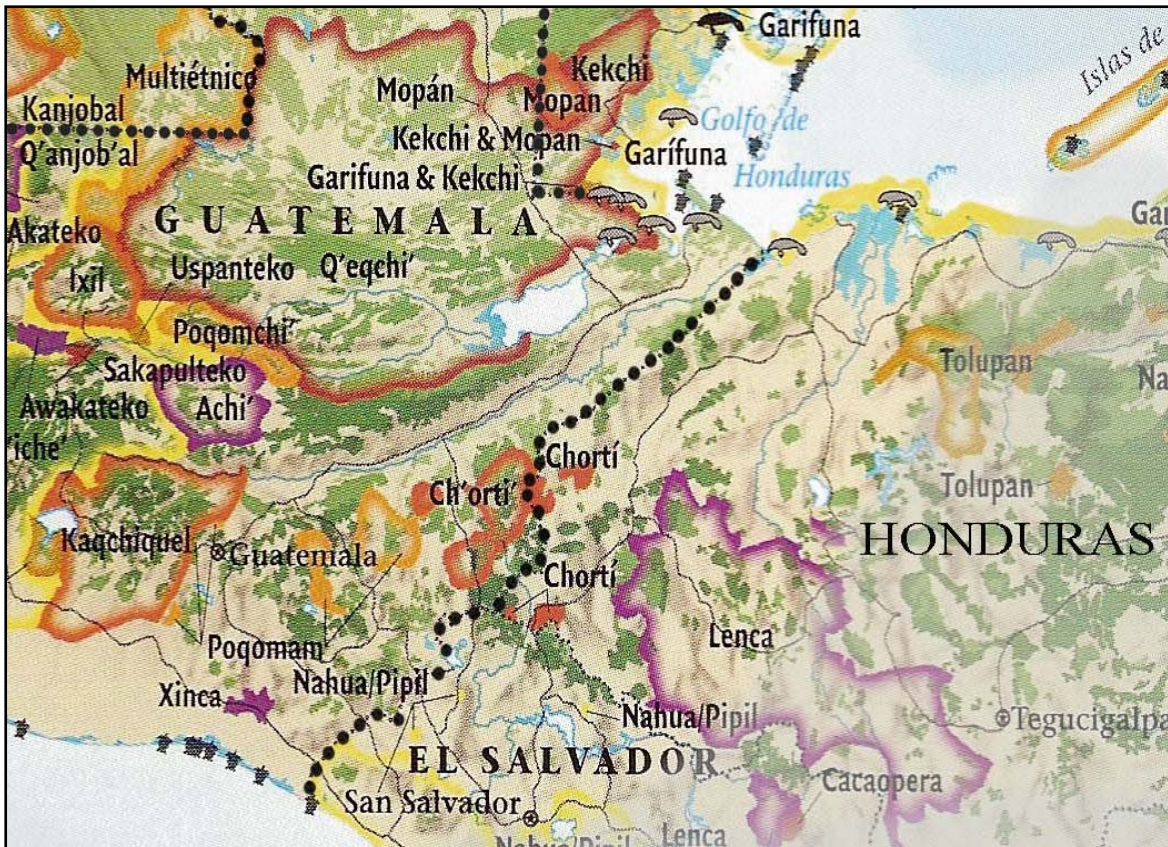 Garifuna
Islas de
Multiétnico
Kekchi
Mopán
Mopan
Kanjobal
Golfo de
Honduras
Q'anjob'al
Kekchi & Mopan
Garífuna
Garifuna & Kekchi
GUATEMALA
Akateko
Ixil
Uspanteko
Q'eqchi'
Poqomchi'
Sakapulteko
Tolupan
Awakateko
Achi'
'iche'
Chortí
Ch'orti'
Tolupan
Kaqchiquel
Guatemala
HONDURAS
Chortí
Poqomam
Lenca
Xinca
Nahua/Pipil
Nahua/Pipil
Tegucigalpa
EL SALVADOR
Cacaopera
San Salvador
Nahua/Pipil
Lenca